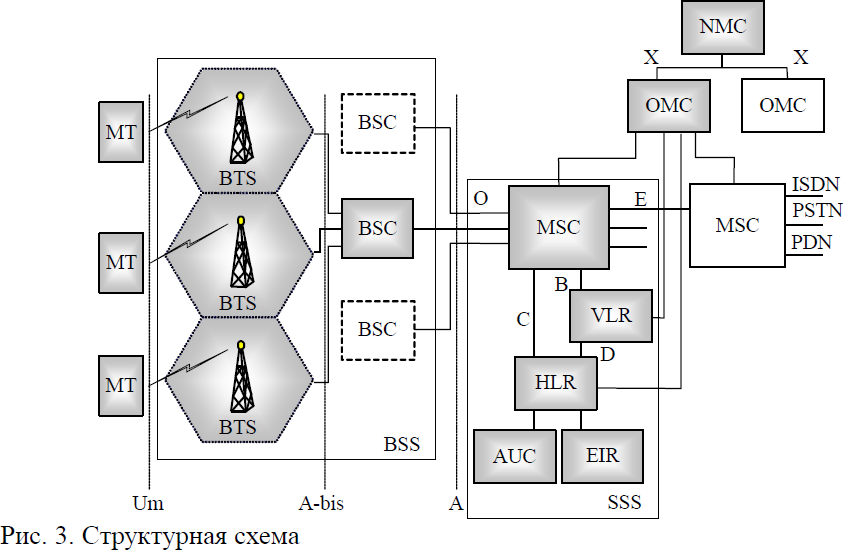 NMC
X X
OMC OMC
MT BTS BSC
O MSC E MSC ISDN
PSTN
PDN
MT BTS BSC
B
C VLR
BSC
D
MT BTS HLR
BSS AUC EIR
Um A-bis A SSS
Рис. 3. Структурная схема